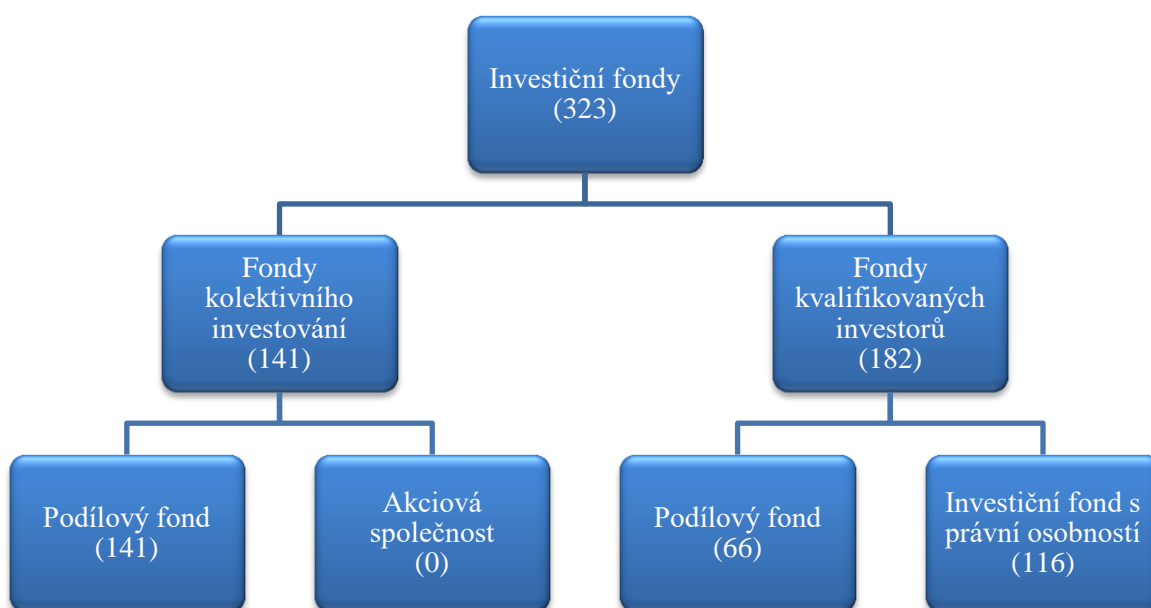 Investiční fondy
(323)
Fondy
kolektivního
investování
(141)
Fondy
kvalifikovaných
investorů
(182)
Podílový fond
(141)
Akciová
společnost
(0)
Podílový fond
(66)
Investiční fond s
právní osobností
(116)